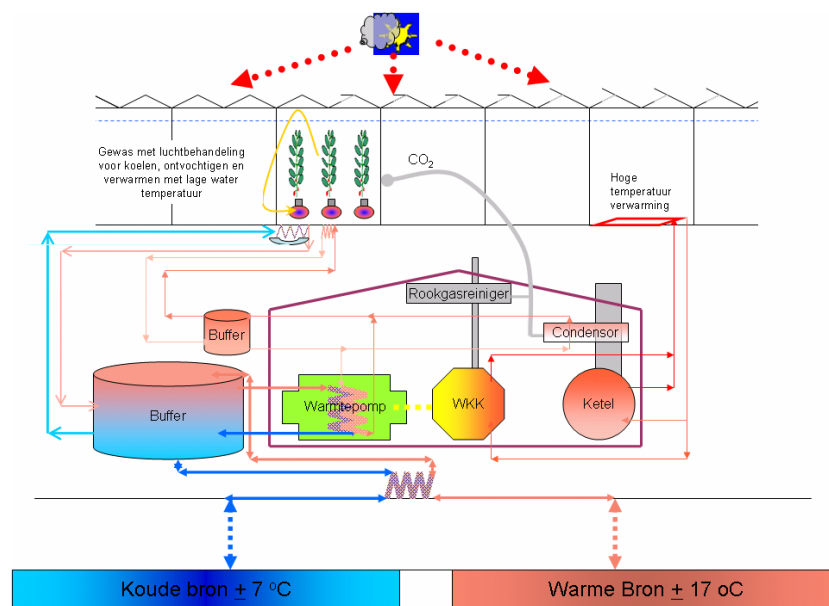 Gewas met luchtbehandeling
voor koelen, ontvochtigen en
verwarmen met lage water
temperatuur
CO2
Hoge
temperatuur
verwarming
Rookgasreiniger
Buffer
Condensor
Buffer
Warmtepomp
WKK
Ketel
Koude bron ± 7 °C
Warme Bron ± 17 oC